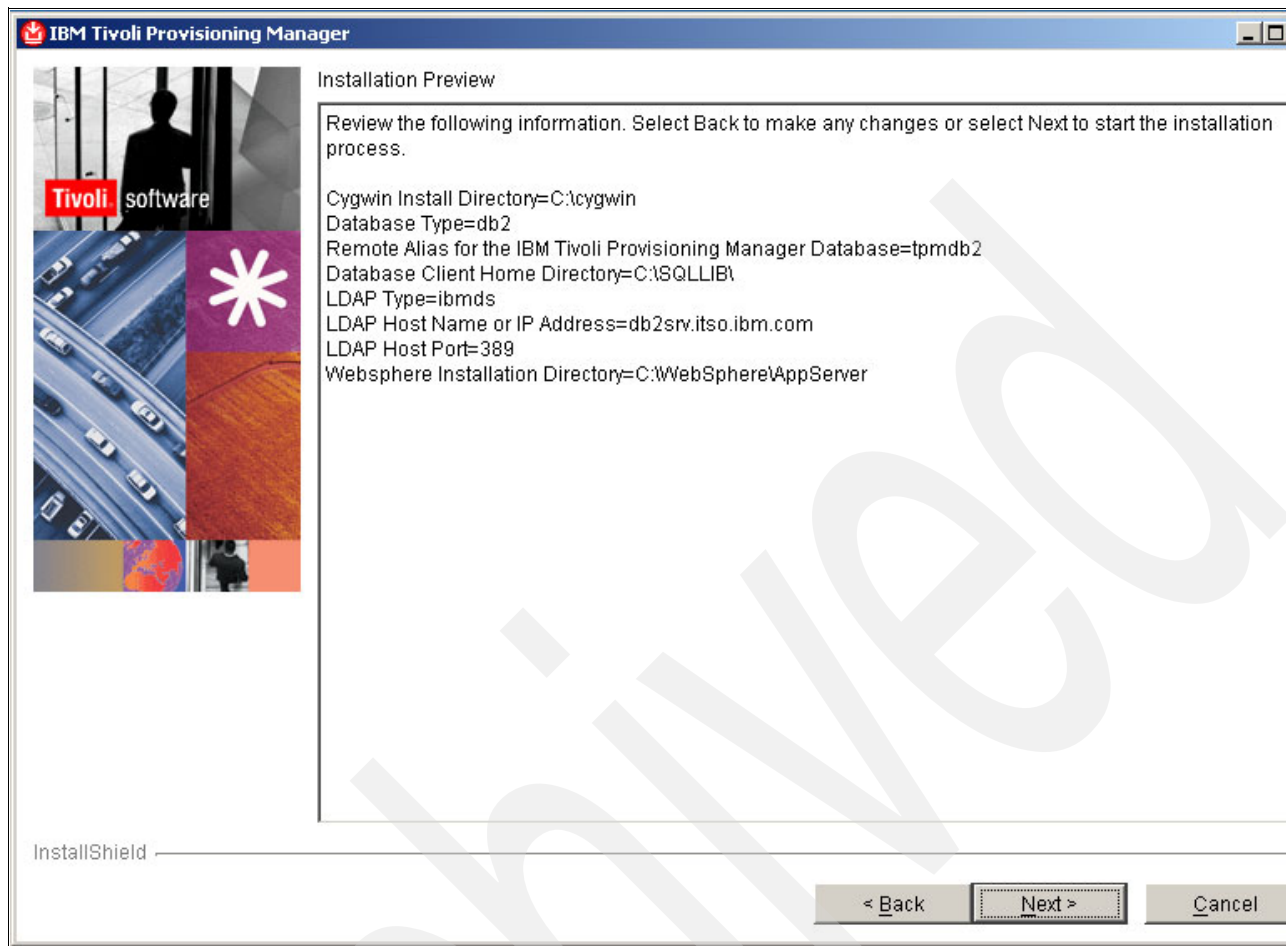 IBM Tivoli Provisioning Manager
Installation Preview
Review the following information. Select Back to make any changes or select Next to start the installation
process.
Cygwin Install Directory=C:\cygwin
Database Type=db2
Remote Alias for the IBM Tivoli Provisioning Manager Database=tpmdb2
Database Client Home Directory=C:\SQLLIB\
LDAP Type=ibmds
LDAP Host Name or IP Address=db2srv.itso.ibm.com
LDAP Host Port=389
Websphere Installation Directory=C:\WebSphere\AppServer
Tivoli. software
InstallShield
< Back Next > Cancel
hived